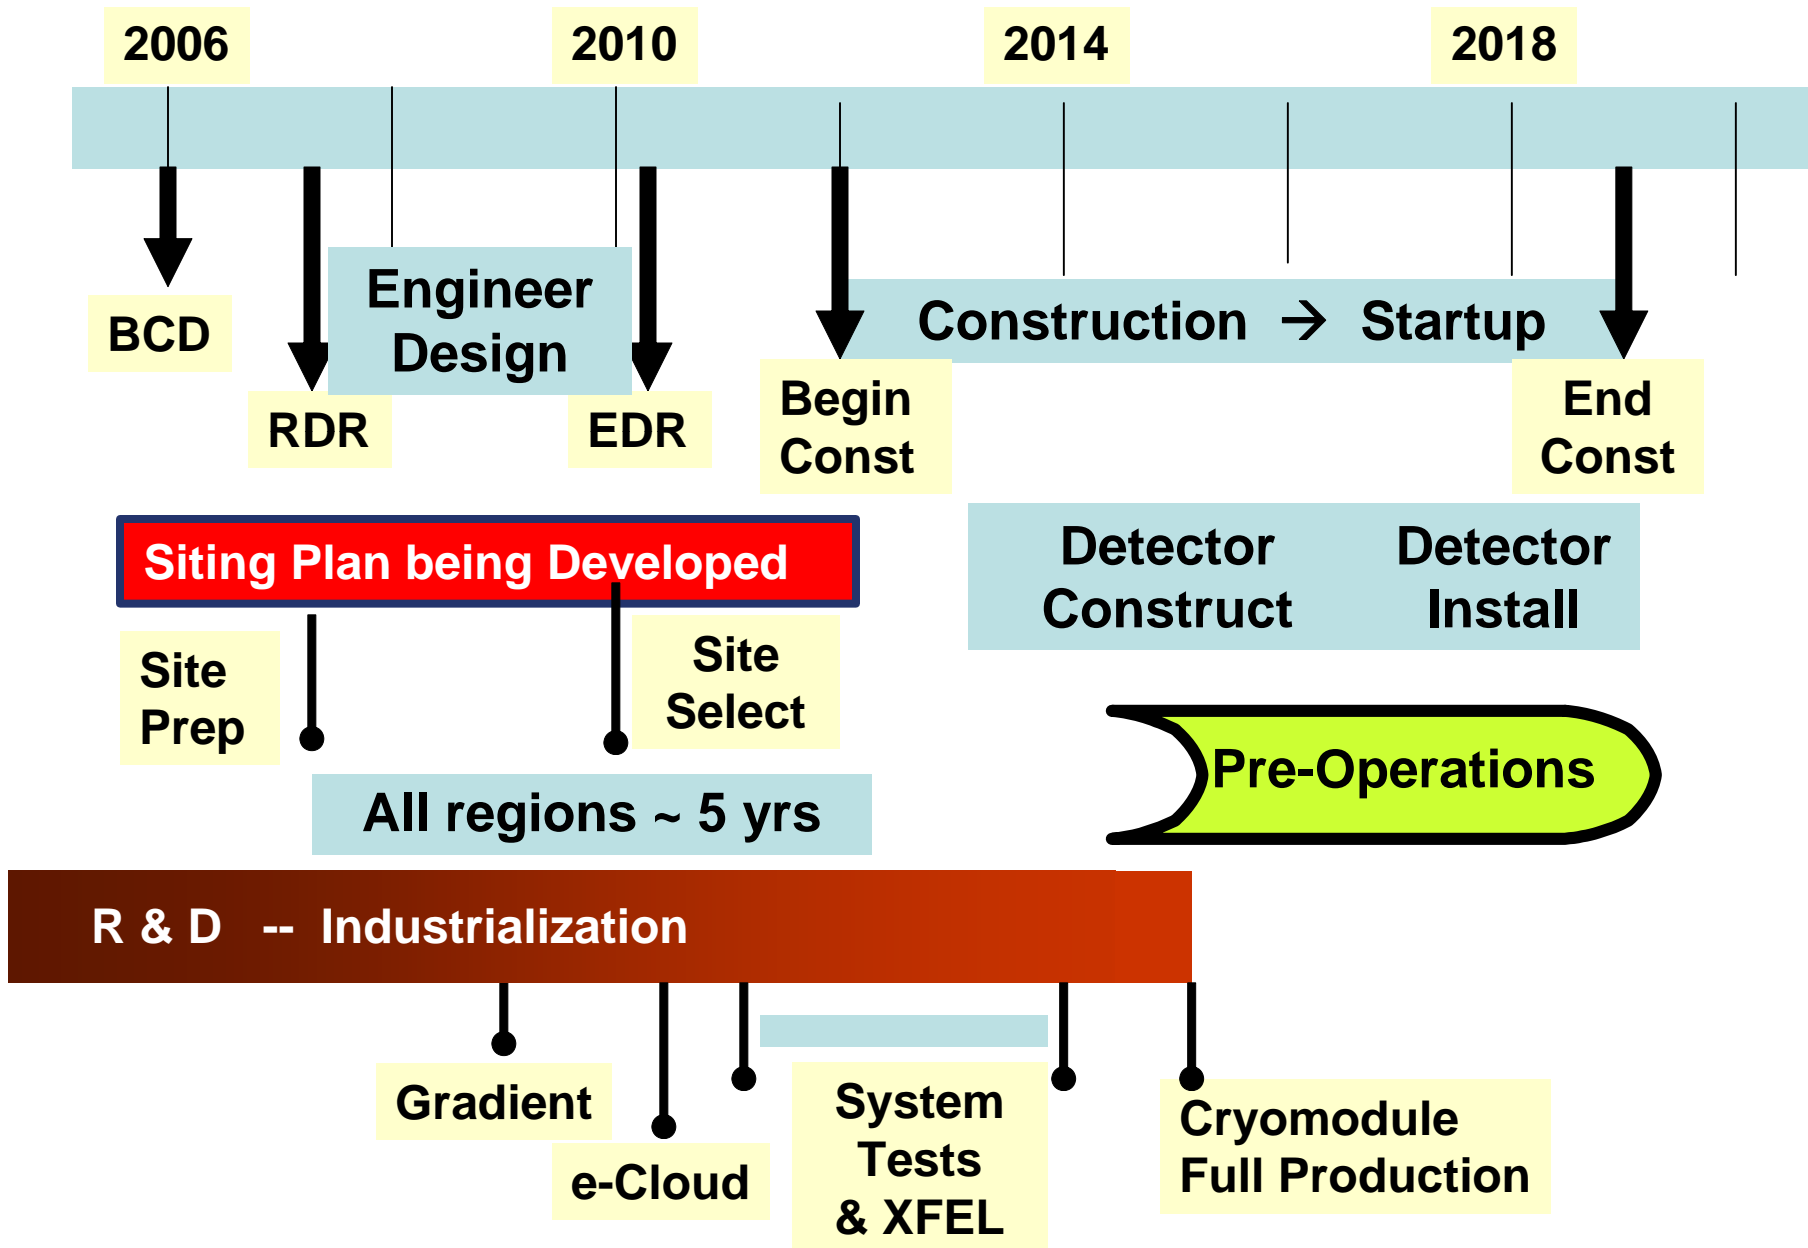 2006
2010
2014
2018
BCD
Engineer
Design
Construction → Startup
RDR
EDR
Begin
Const
End
Const
Siting Plan being Developed
Detector
Construct
Detector
Install
Site
Prep
Site
Select
Pre-Operations
All regions ~ 5 yrs
R & D -- Industrialization
Gradient
e-Cloud
System
Tests
& XFEL
Cryomodule
Full Production